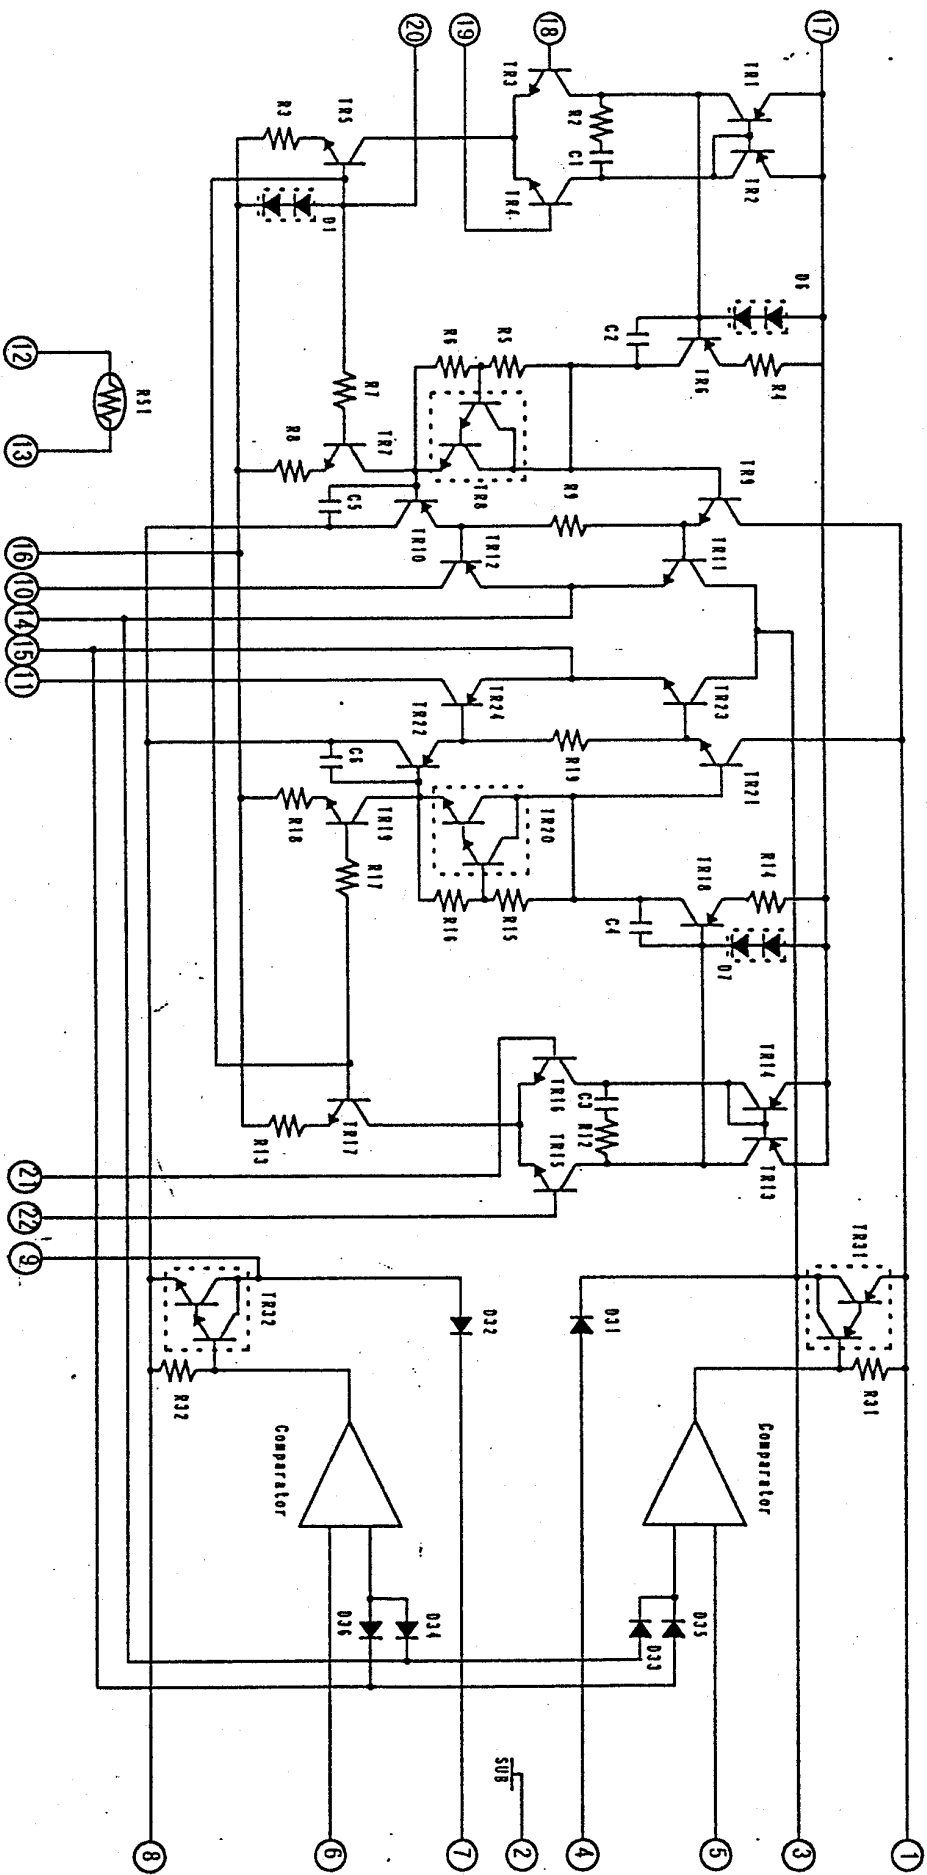 17
18
19
20
TR1
TR2
TR3
R2
C1
TR4
TR5
R3
D1
D6
R4
TR6
C2
R5
R6
R7
TR7
R8
TR8
C5
TR9
R9
TR10
TR11
TR12
12
RS1
13
16
10
14
15
11
TR23
TR24
TR22
C6
R19
TR21
TR20
TR19
R18
R17
R16
R15
R14
TR18
C4
D7
TR14
TR13
TR16
C3
R12
TR15
TR17
R13
21
22
9
TR31
R31
TR32
R32
D32
D31
Comparator
Comparator
D36
D34
D33
D35
SUB
8
6
7
2
4
5
3
1